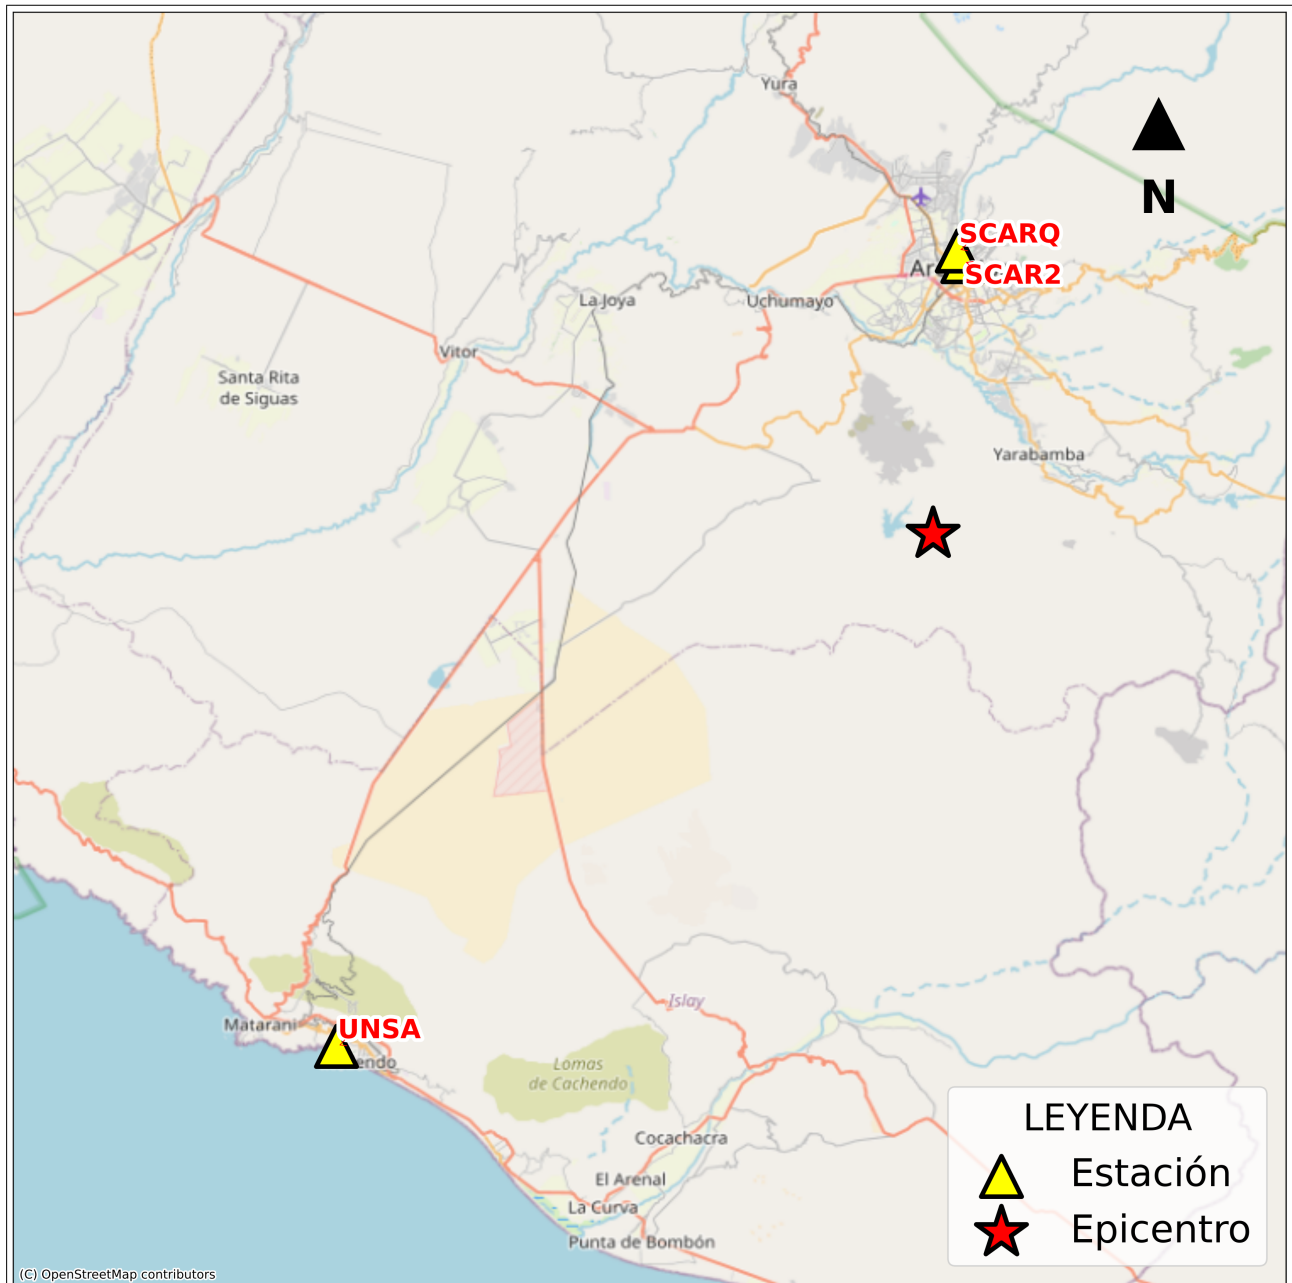 Yura
N
SCARQ
Ar
SCAR2
La Joya
Uchumayo
Vitor
Santa Rita
de Siguas
Yarabamba
Islay
Matarani
UNSA
endo
Lomas
de Cachendo
LEYENDA
Estación
Epicentro
Cocachacra
El Arenal
La Curva
Punta de Bombón
(C) OpenStreetMap contributors